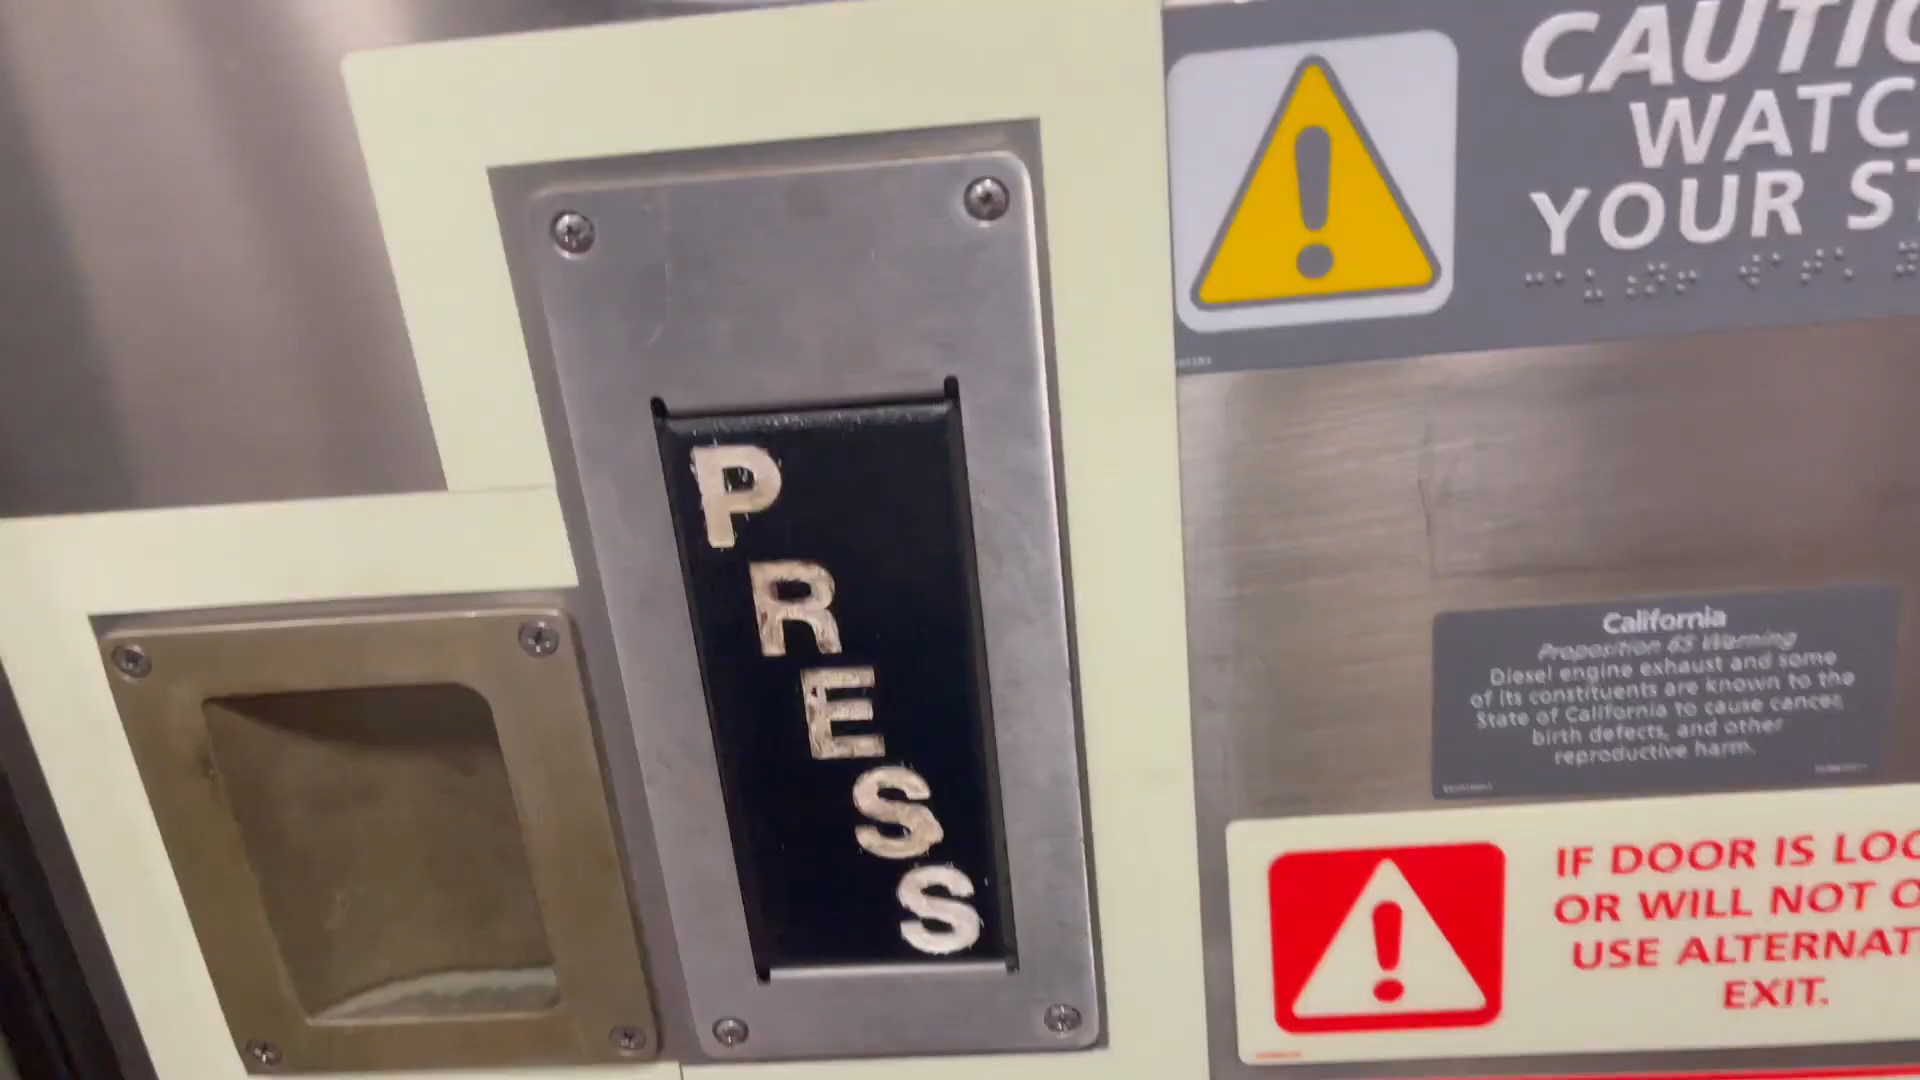 PRESS
CAUTIO
WATC
YOUR ST
California
Proposition 65 Warning
Diesel engine exhaust and some
of its constituents are known to the
State of California to cause cancer,
birth defects, and other
reproductive harm.
IF DOOR IS LOC
OR WILL NOT O
USE ALTERNAT
EXIT.